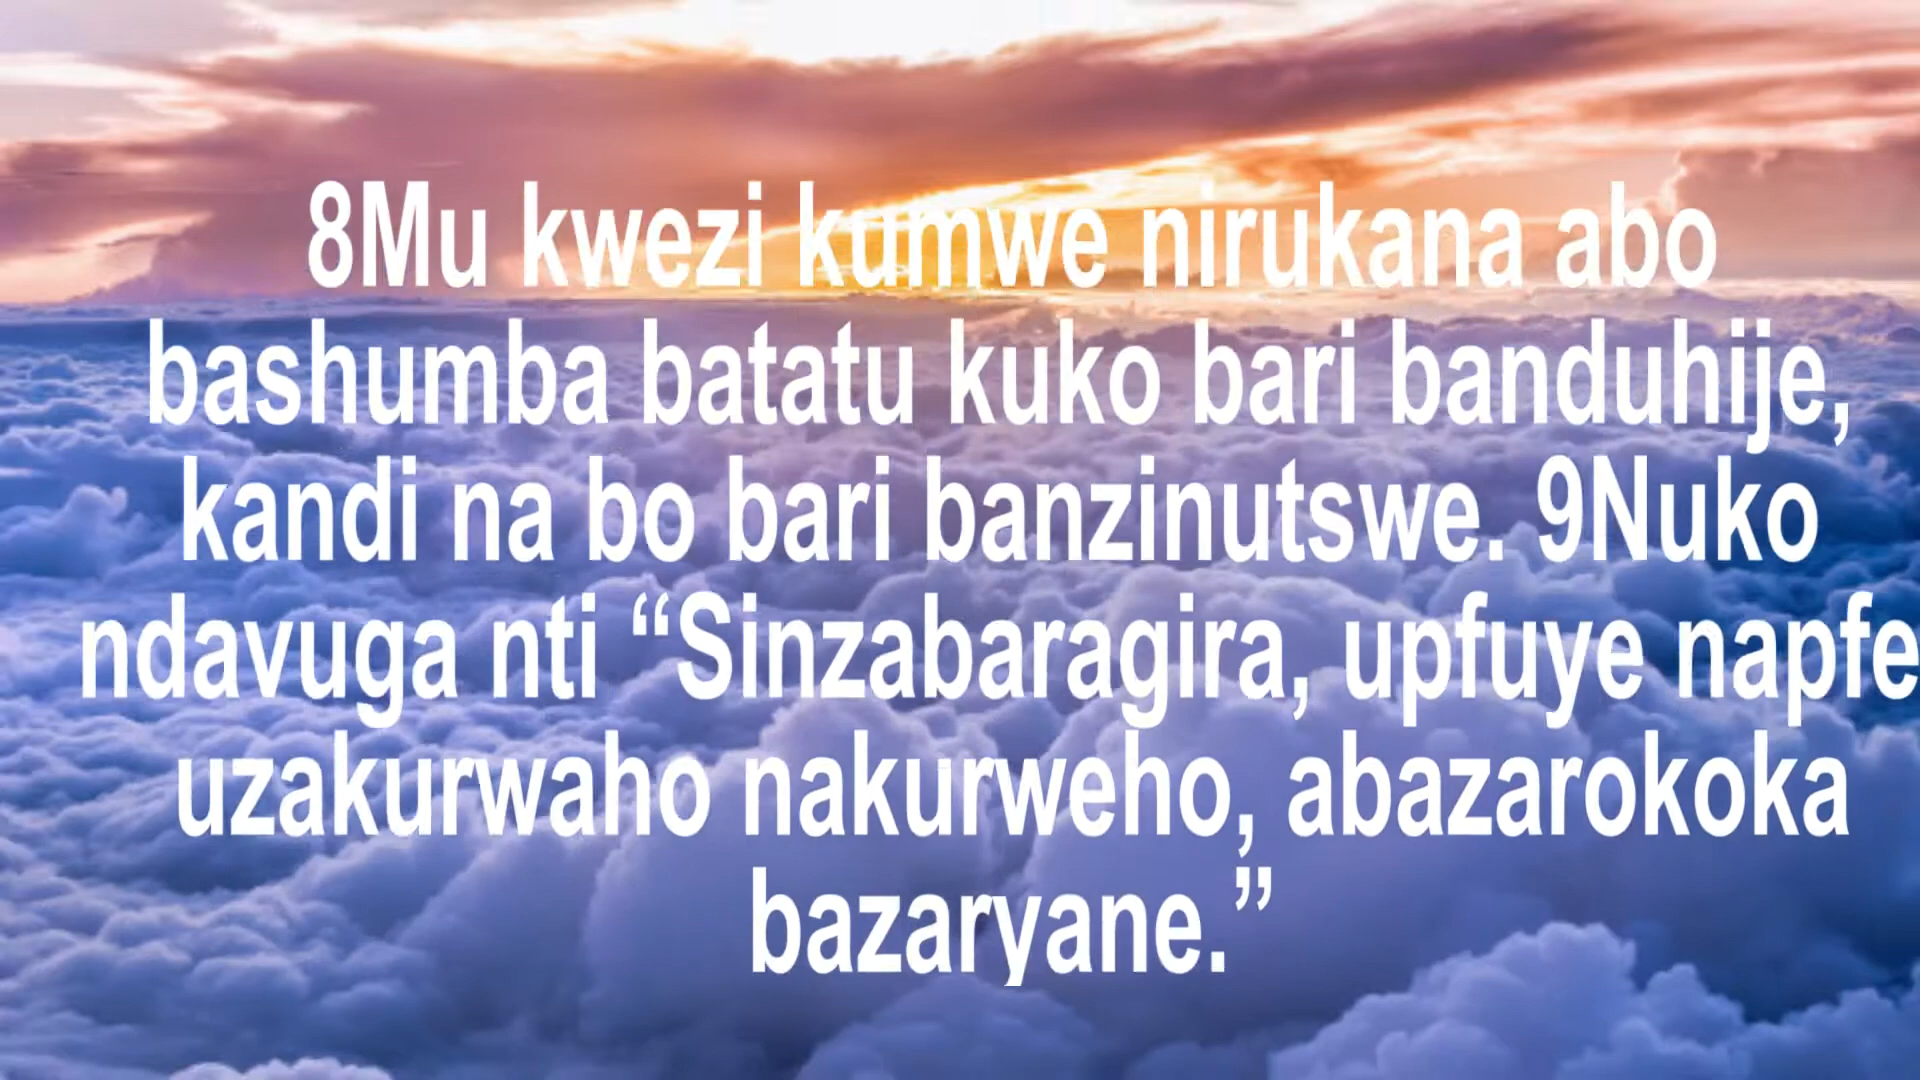 8Mu kwezi kumwe nirukana abo
bashumba batatu kuko bari banduhije,
kandi na bo bari banzinutswe. 9Nuko
ndavuga nti “Sinzabaragira, upfuye napfe
uzakurwaho nakurweho, abazarokoka
bazaryane.”